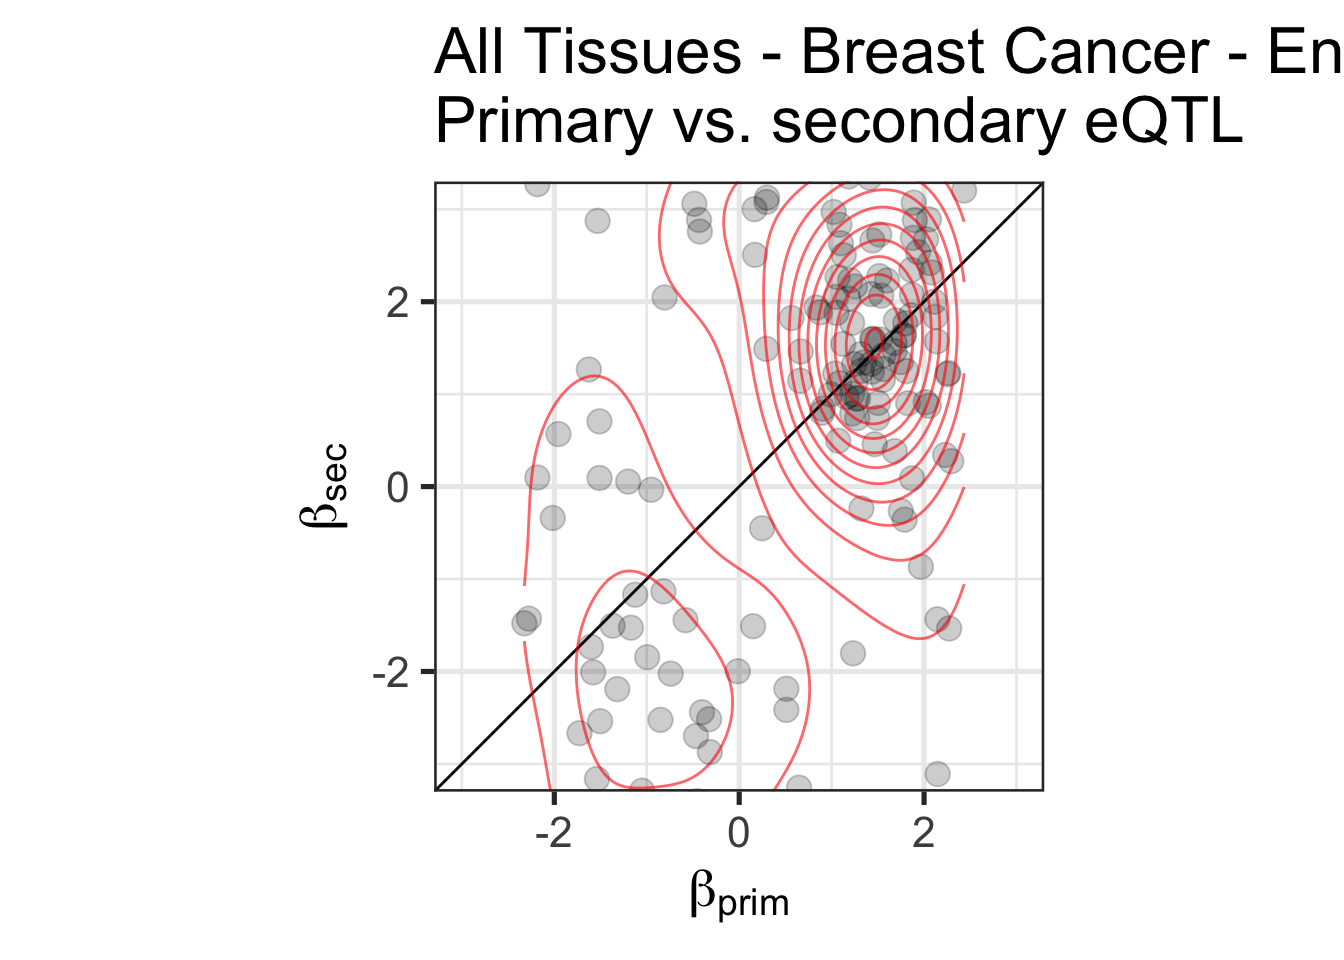 All Tissues - Breast Cancer - En
Primary vs. secondary eQTL
2
0
-2
βsec
-2 0 2
βprim